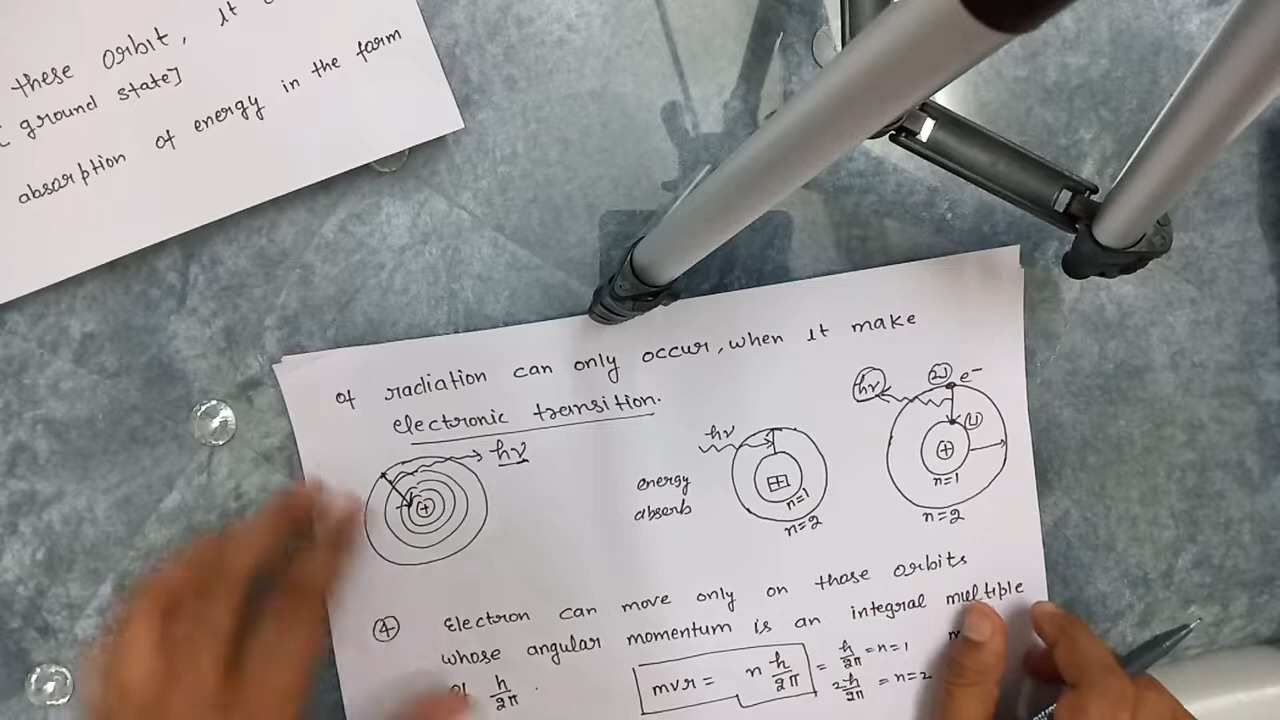 these orbit, it
ground state]
absorption of energy in the form
of radiation can only occur, when it make
electronic transition.
hν
hν
energy
absorb
n=1
n=2
hν
(2) e-
(1)
+
n=1
n=2
④ Electron can move only on those orbits
whose angular momentum is an integral multiple
of h/2π.
mvr = n h/2π = h/2π = n=1
2h/2π = n=2